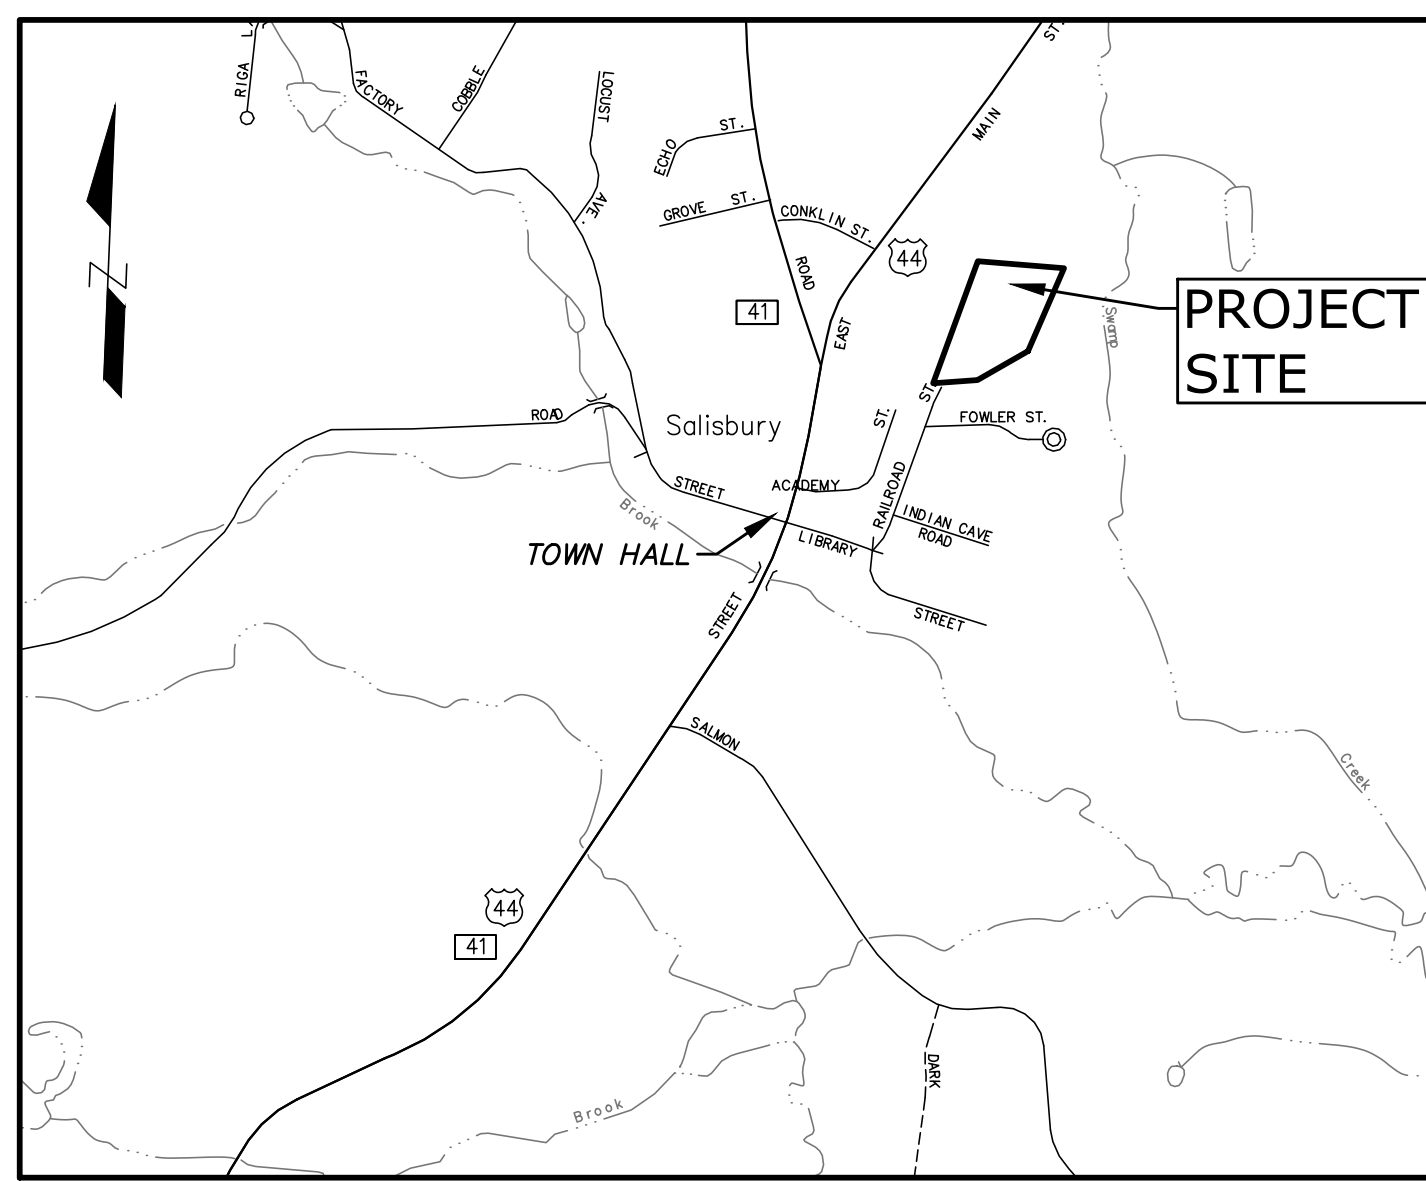 RIGA
L
FACTORY
COBBLE
LOCUST
AVE.
ECHO
ST.
GROVE
ST.
CONKLIN ST.
MAIN
ST.
44
ROAD
41
EAST
PROJECT
SITE
Swamp
ST.
FOWLER ST.
ROAD
Salisbury
ST.
STREET
ACADEMY
RAILROAD
Brook
INDIAN CAVE
ROAD
TOWN HALL
LIBRARY
STREET
STREET
SALMON
Creek
44
41
DARK
Brook
N